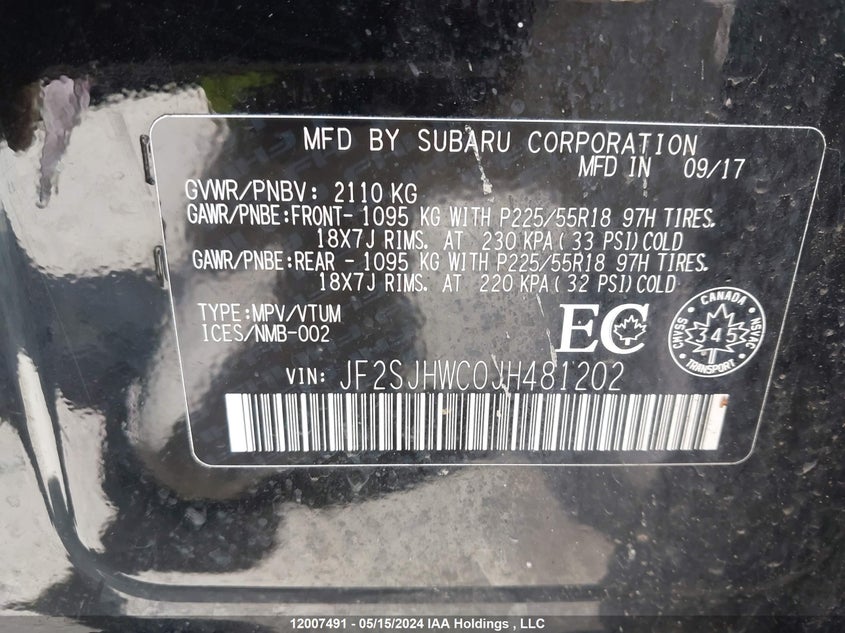 MFD BY SUBARU CORPORATION
MFD IN 09/17
GVWR/PNBV: 2110 KG
GAWR/PNBE:FRONT- 1095 KG WITH P225/55R18 97H TIRES.
18X7J RIMS. AT 230 KPA( 33 PSI)COLD
GAWR/PNBE:REAR - 1095 KG WITH P225/55R18 97H TIRES.
18X7J RIMS. AT 220 KPA( 32 PSI)COLD
TYPE:MPV/VTUM
ICES/NMB-002
EC
CANADA
CMVSS
345
NSVAC
TRANSPORT
VIN: JF2SJHWC0JH481202
12007491 - 05/15/2024 IAA Holdings , LLC